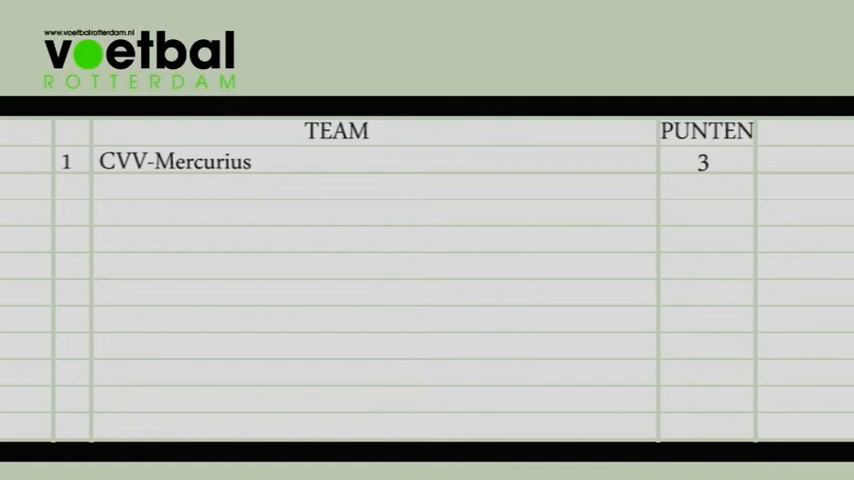 www.voetbalrotterdam.nl
voetbal
ROTTERDAM
TEAM PUNTEN
1 CVV-Mercurius 3